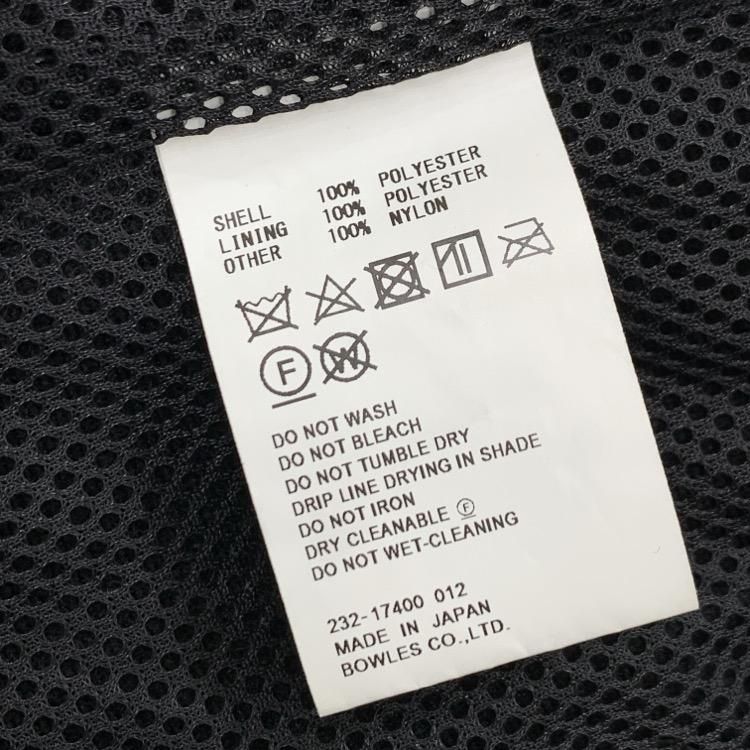 SHELL 100% POLYESTER
LINING 100% POLYESTER
OTHER 100% NYLON
F W
DO NOT WASH
DO NOT BLEACH
DO NOT TUMBLE DRY
DRIP LINE DRYING IN SHADE
DO NOT IRON
DRY CLEANABLE Ⓕ
DO NOT WET-CLEANING
232-17400 012
MADE IN JAPAN
BOWLES CO.,LTD.